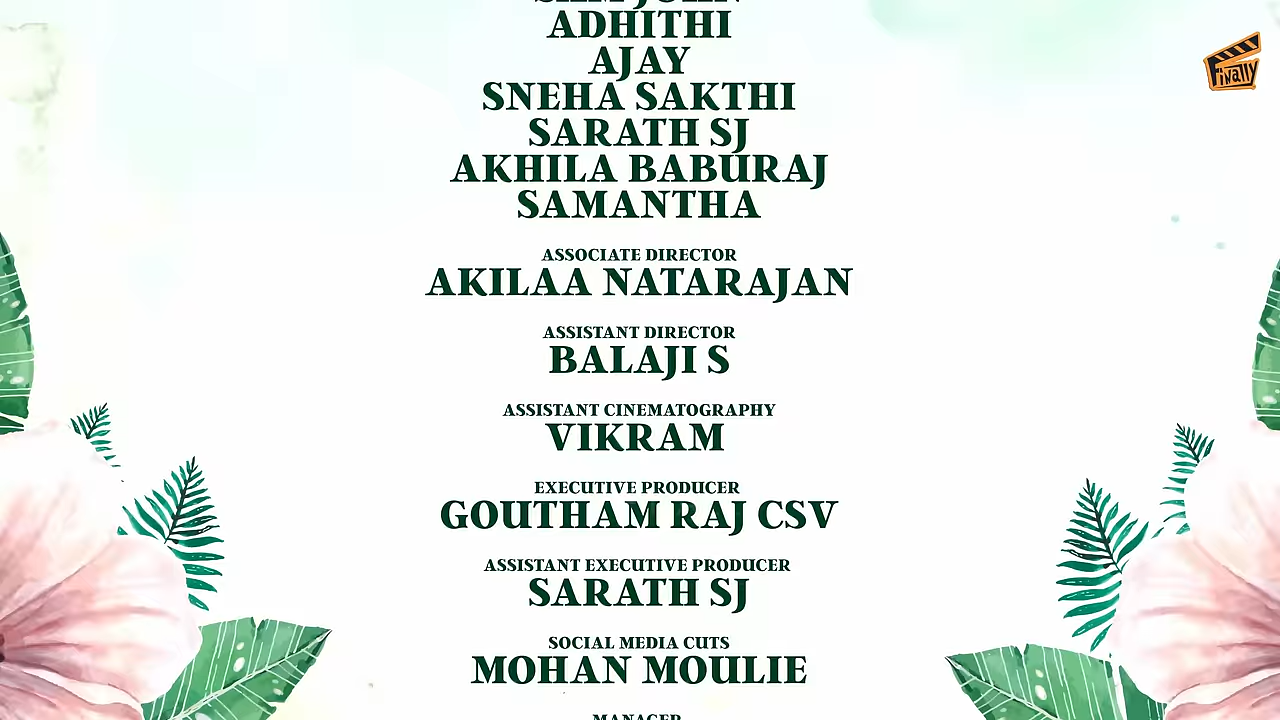 ADHITHI
AJAY
SNEHA SAKTHI
SARATH SJ
AKHILA BABURAJ
SAMANTHA
ASSOCIATE DIRECTOR
AKILAA NATARAJAN
ASSISTANT DIRECTOR
BALAJI S
ASSISTANT CINEMATOGRAPHY
VIKRAM
EXECUTIVE PRODUCER
GOUTHAM RAJ CSV
ASSISTANT EXECUTIVE PRODUCER
SARATH SJ
SOCIAL MEDIA CUTS
MOHAN MOULIE
MANAGER
Finally